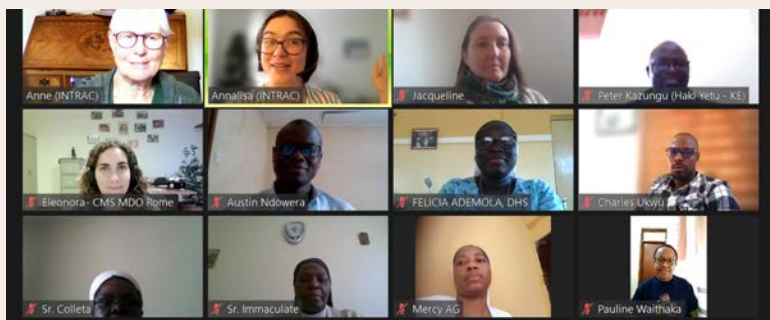 Anne (INTRAC)
Annalisa (INTRAC)
Jacqueline
Peter Kazungu (Haki Yetu - KE)
Eleonora- CMS MDO Rome
Austin Ndowera
FELICIA ADEMOLA, DHS
Charles Ukwu
Sr. Colleta
Sr. Immaculate
Mercy AG
Pauline Waithaka